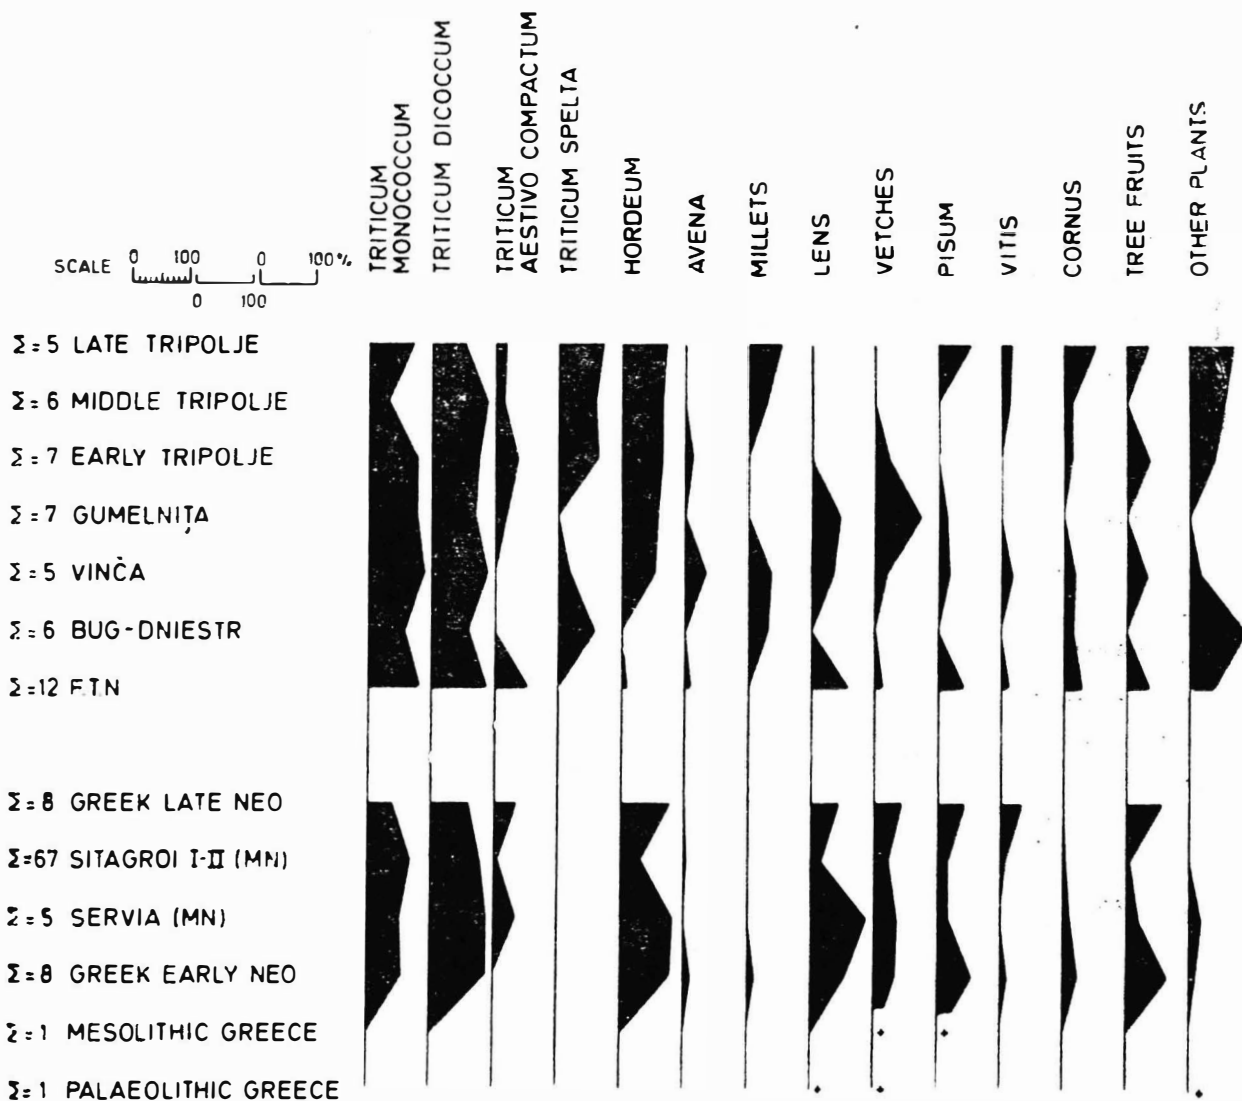 TRITICUM
MONOCOCCUM
TRITICUM DICOCCUM
TRITICUM
AESTIVO COMPACTUM
TRITICUM SPELTA
HORDEUM
AVENA
MILLETS
LENS
VETCHES
PISUM
VITIS
CORNUS
TREE FRUITS
OTHER PLANTS
SCALE 0 100 0 100%
0 100
Σ=5 LATE TRIPOLJE
Σ=6 MIDDLE TRIPOLJE
Σ=7 EARLY TRIPOLJE
Σ=7 GUMELNIŢA
Σ=5 VINČA
Σ=6 BUG-DNIESTR
Σ=12 F.T.N
Σ=8 GREEK LATE NEO
Σ=67 SITAGROI I-II (MN)
Σ=5 SERVIA (MN)
Σ=8 GREEK EARLY NEO
Σ=1 MESOLITHIC GREECE
Σ=1 PALAEOLITHIC GREECE